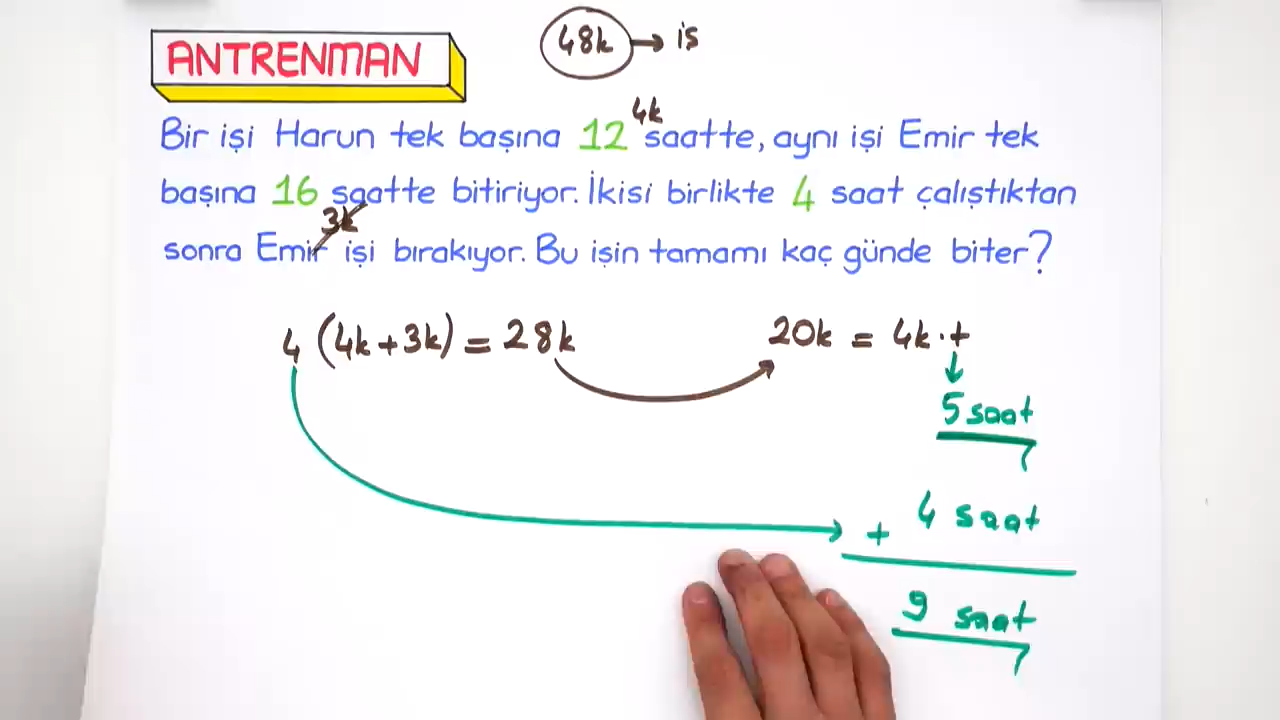 48k → iş
ANTRENMAN
4k
Bir işi Harun tek başına 12 saatte, aynı işi Emir tek
başına 16 saatte bitiriyor. İkisi birlikte 4 saat çalıştıktan
3k
sonra Emir işi bırakıyor. Bu işin tamamı kaç günde biter?
4 (4k+3k) = 28k
20k = 4k·t
5 saat
+ 4 saat
9 saat